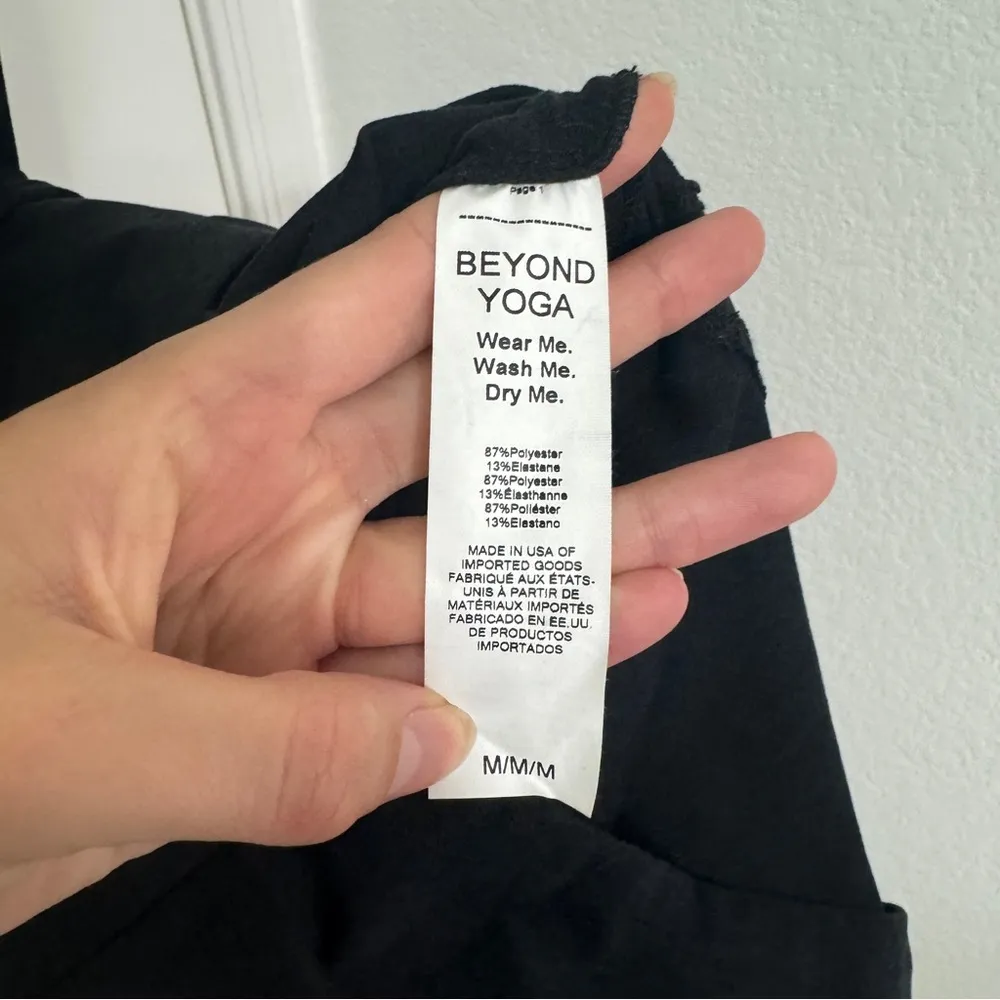 Page 1
BEYOND
YOGA
Wear Me.
Wash Me.
Dry Me.
87%Polyester
13%Elastane
87%Polyester
13%Élasthanne
87%Poliéster
13%Elastano
MADE IN USA OF
IMPORTED GOODS
FABRIQUÉ AUX ÉTATS-
UNIS À PARTIR DE
MATÉRIAUX IMPORTÉS
FABRICADO EN EE.UU.
DE PRODUCTOS
IMPORTADOS
M/M/M